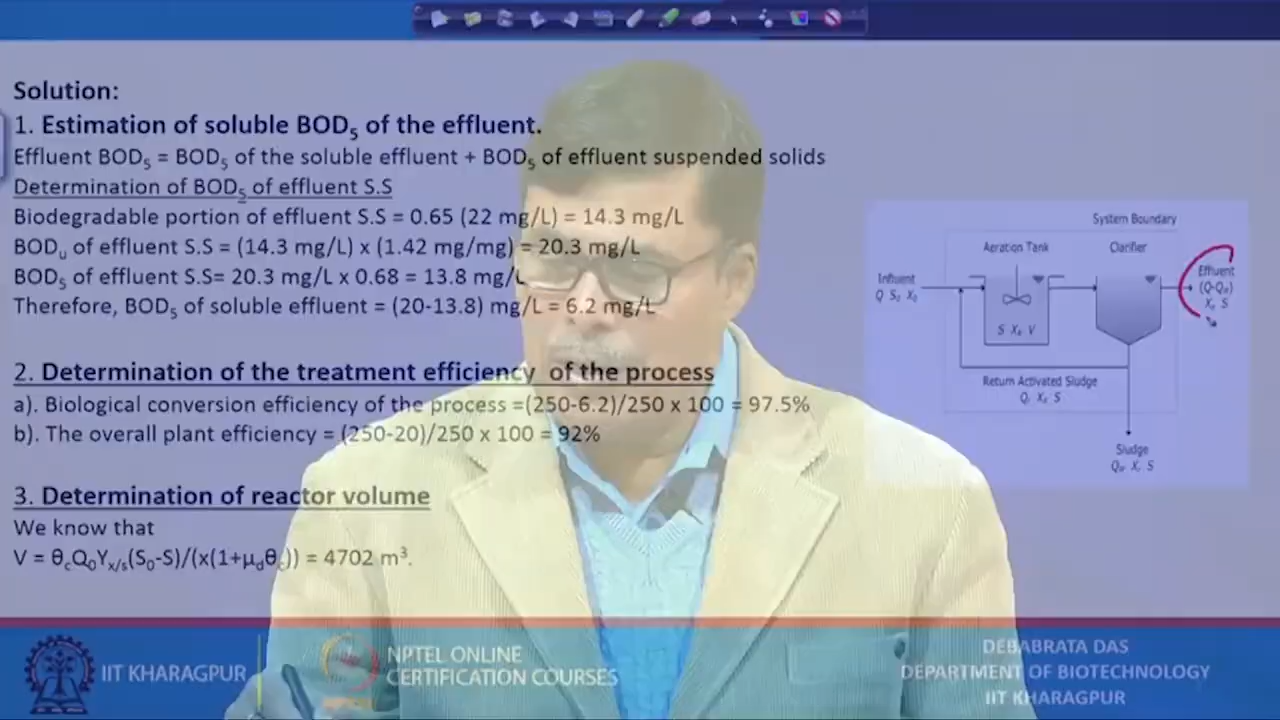 Solution:
1. Estimation of soluble BOD5 of the effluent.
Effluent BOD5 = BOD5 of the soluble effluent + BOD5 of effluent suspended solids
Determination of BOD5 of effluent S.S
Biodegradable portion of effluent S.S = 0.65 (22 mg/L) = 14.3 mg/L
BODu of effluent S.S = (14.3 mg/L) x (1.42 mg/mg) = 20.3 mg/L
BOD5 of effluent S.S= 20.3 mg/L x 0.68 = 13.8 mg/L
Therefore, BOD5 of soluble effluent = (20-13.8) mg/L = 6.2 mg/L
2. Determination of the treatment efficiency of the process
a). Biological conversion efficiency of the process =(250-6.2)/250 x 100 = 97.5%
b). The overall plant efficiency = (250-20)/250 x 100 = 92%
3. Determination of reactor volume
We know that
V = θcQ0Yx/s(S0-S)/(x(1+μdθc)) = 4702 m³.
System Boundary
Aeration Tank
Clarifier
Influent
Q S0 X0
S X V
Effluent
(Q-Qw)
X S
Return Activated Sludge
Q X S
Sludge
Q X S
IIT KHARAGPUR
NPTEL ONLINE
CERTIFICATION COURSES
DEBABRATA DAS
DEPARTMENT OF BIOTECHNOLOGY
IIT KHARAGPUR